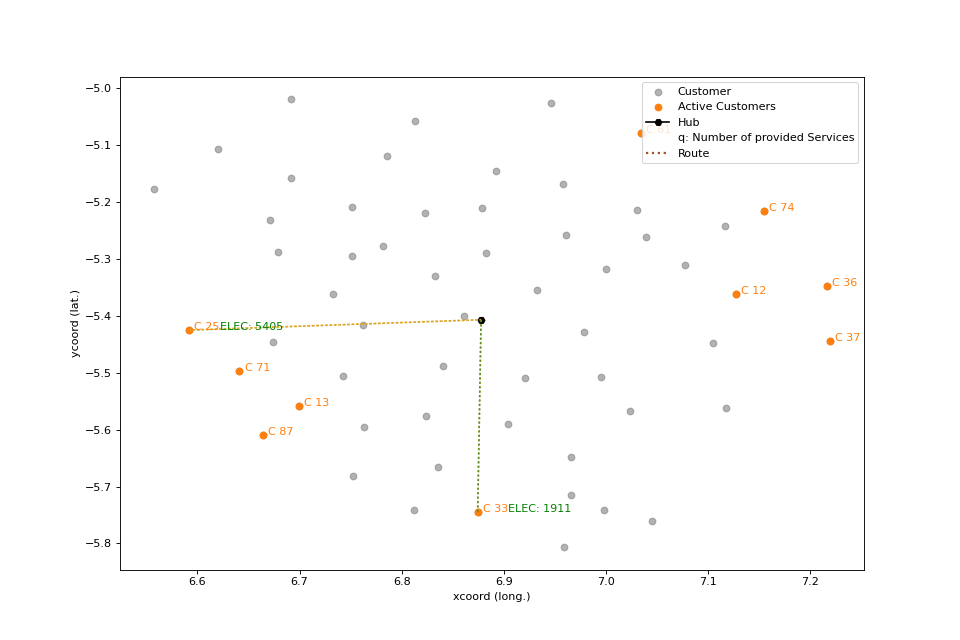 −5.0
−5.1
−5.2
−5.3
−5.4
−5.5
−5.6
−5.7
−5.8
ycoord (lat.)
6.6
6.7
6.8
6.9
7.0
7.1
7.2
xcoord (long.)
Customer
Active Customers
Hub
q: Number of provided Services
Route
C 74
C 36
C 12
C 37
C 25
ELEC: 5405
C 71
C 13
C 87
C 33
ELEC: 1911